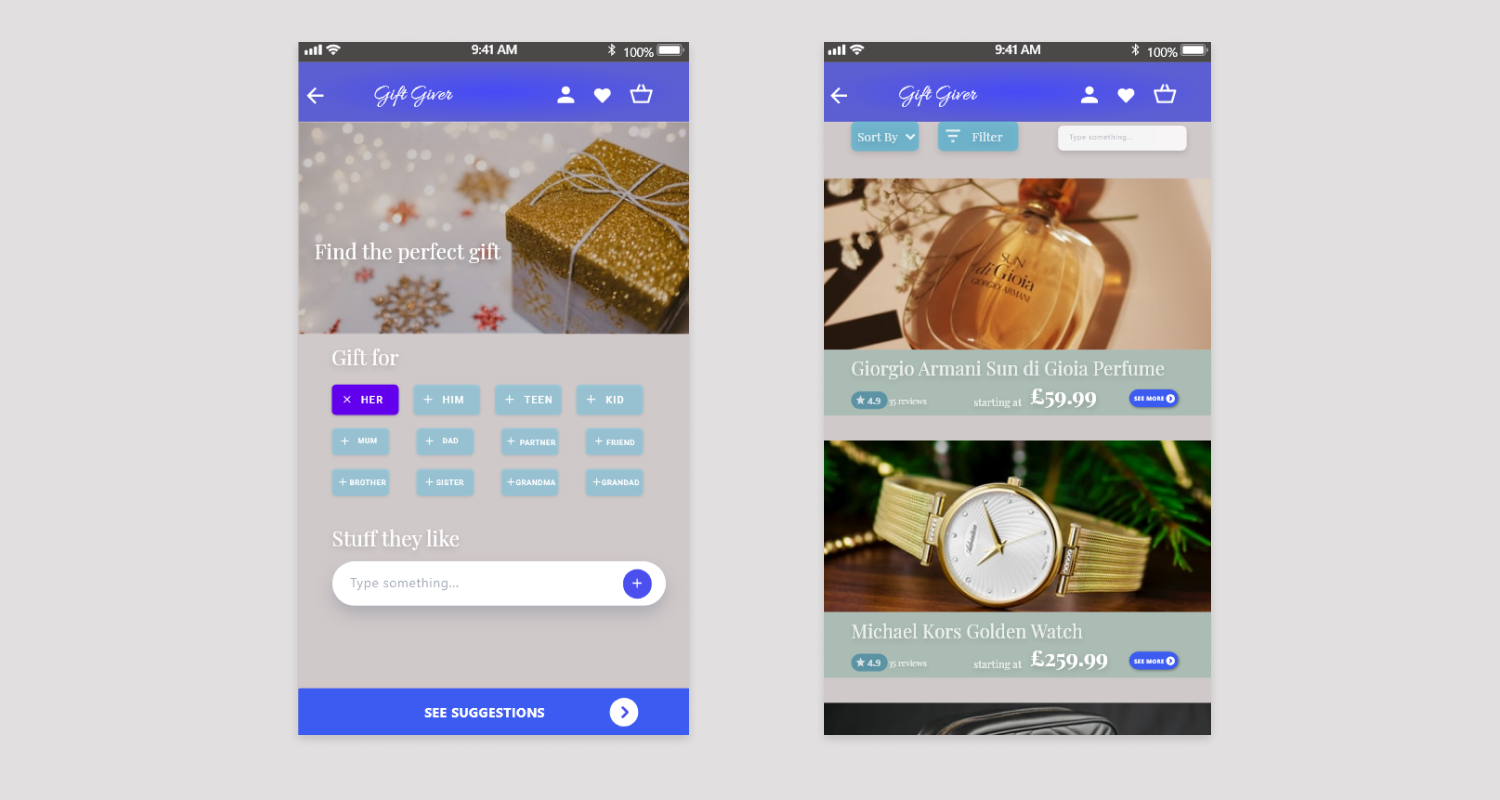 9:41 AM
100%
Gift Giver
Find the perfect gift
Gift for
HER
HIM
TEEN
KID
MUM
DAD
PARTNER
FRIEND
BROTHER
SISTER
GRANDMA
GRANDAD
Stuff they like
Type something...
SEE SUGGESTIONS
9:41 AM
100%
Gift Giver
Sort By
Filter
Type something...
SUN
di Gioia
GIORGIO ARMANI
Giorgio Armani Sun di Gioia Perfume
4.9
35 reviews
starting at
£59.99
SEE MORE
Michael Kors Golden Watch
4.9
35 reviews
starting at
£259.99
SEE MORE